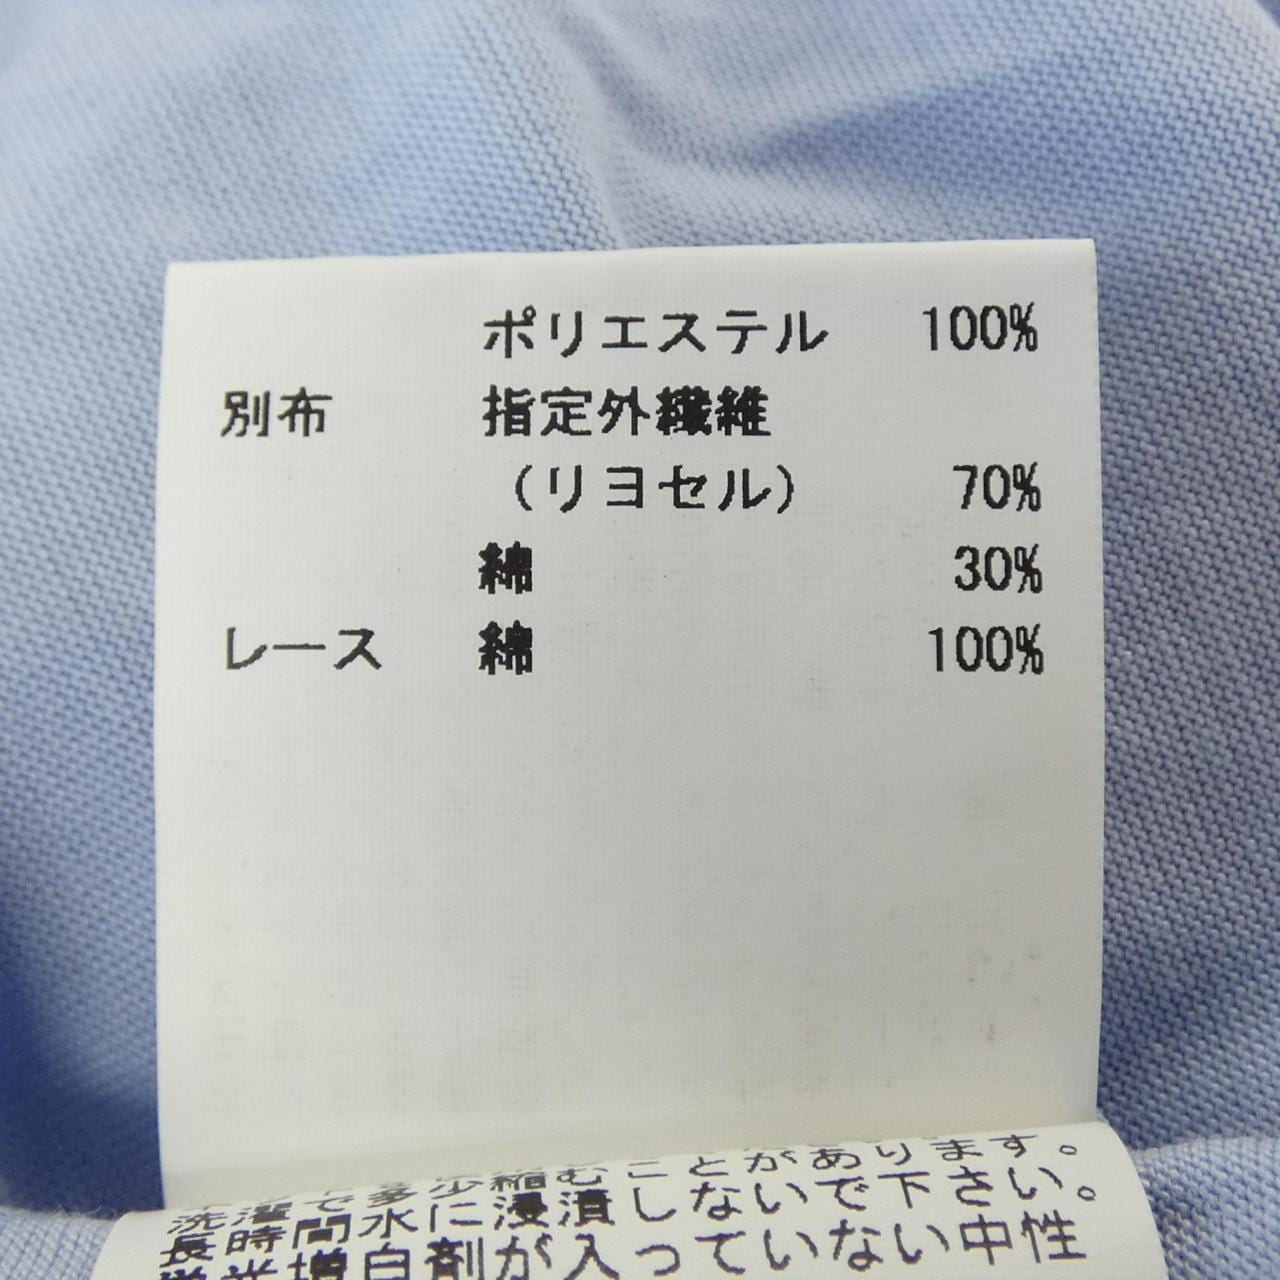 ポリエステル 100%
別布 指定外繊維
(リヨセル) 70%
綿 30%
レース 綿 100%
洗濯で多少縮むことがあります。
長時間水に浸漬しないで下さい。
蛍光増白剤が入っていない中性